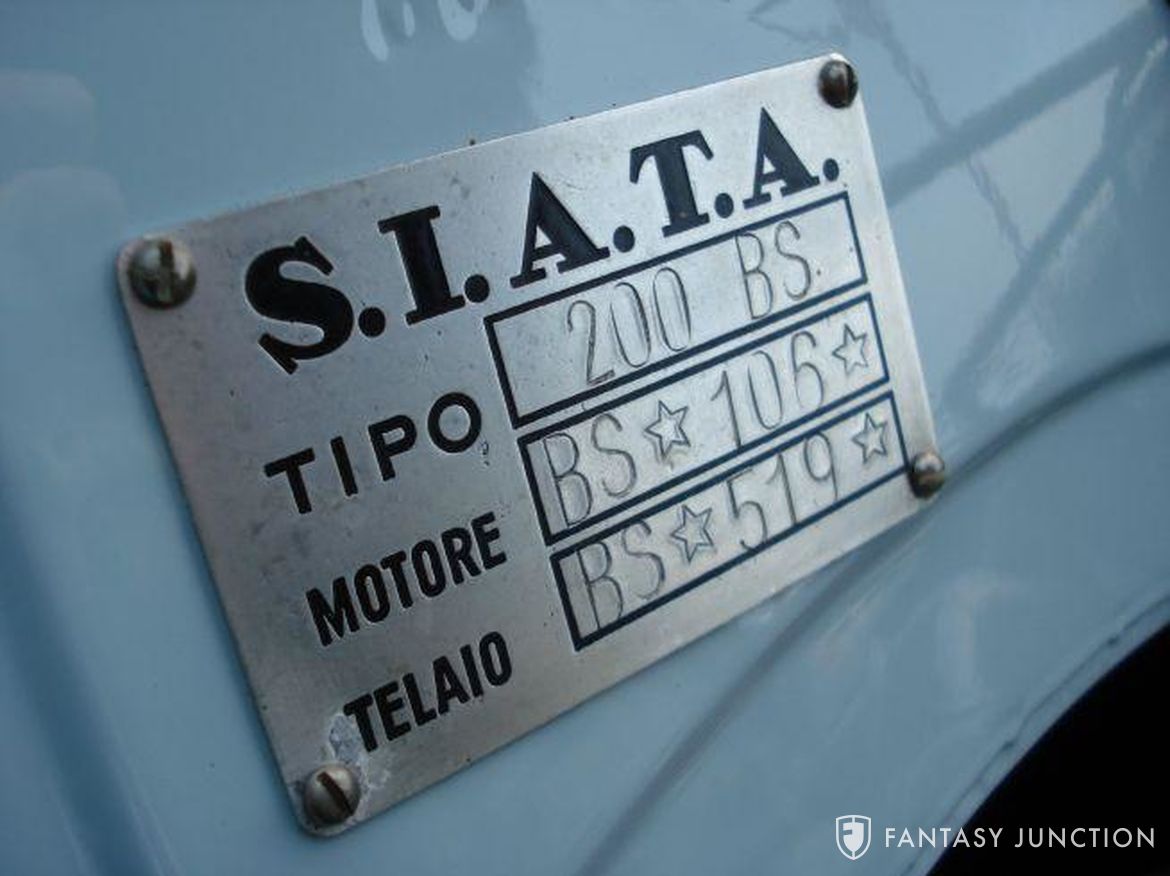 S.I.A.T.A.
TIPO 200 BS
MOTORE BS☆106☆
TELAIO BS☆519☆
FANTASY JUNCTION